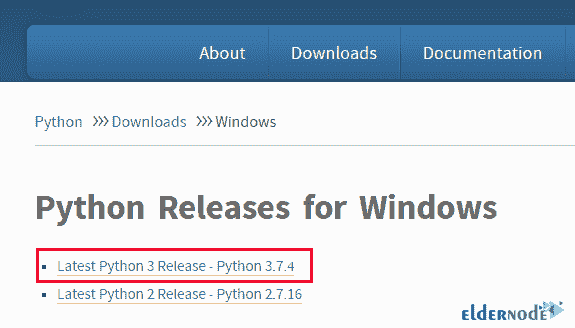 About Downloads Documentation
Python >>> Downloads >>> Windows
Python Releases for Windows
Latest Python 3 Release - Python 3.7.4
Latest Python 2 Release - Python 2.7.16
eLDeRNODe